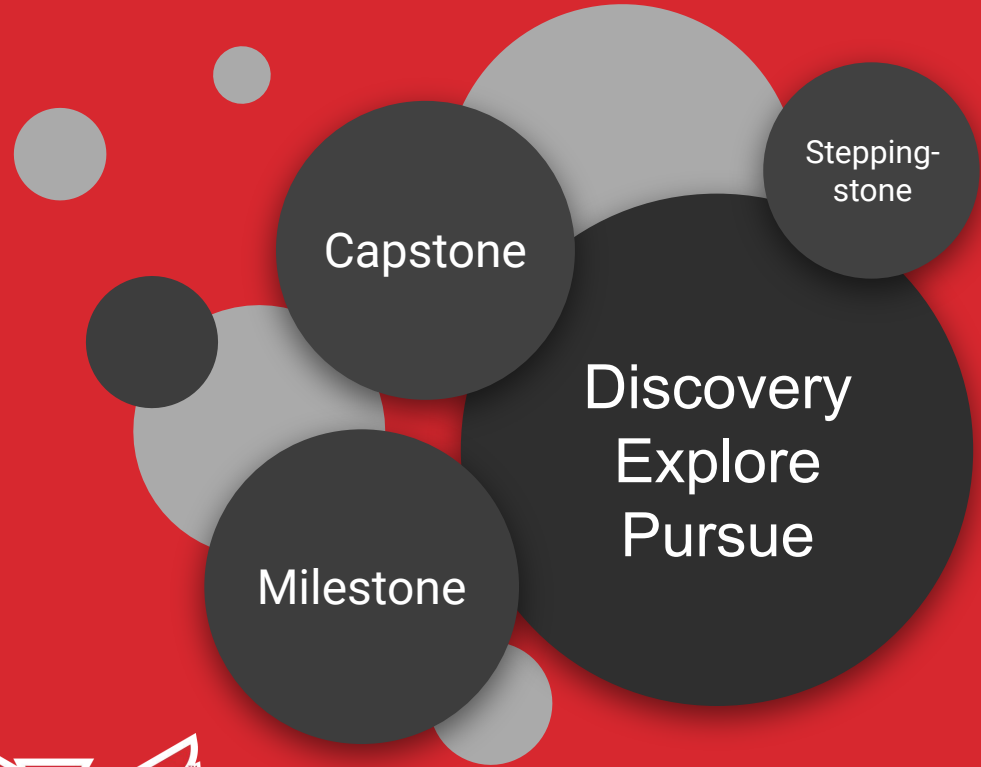 Stepping-
stone
Capstone
Discovery
Explore
Pursue
Milestone